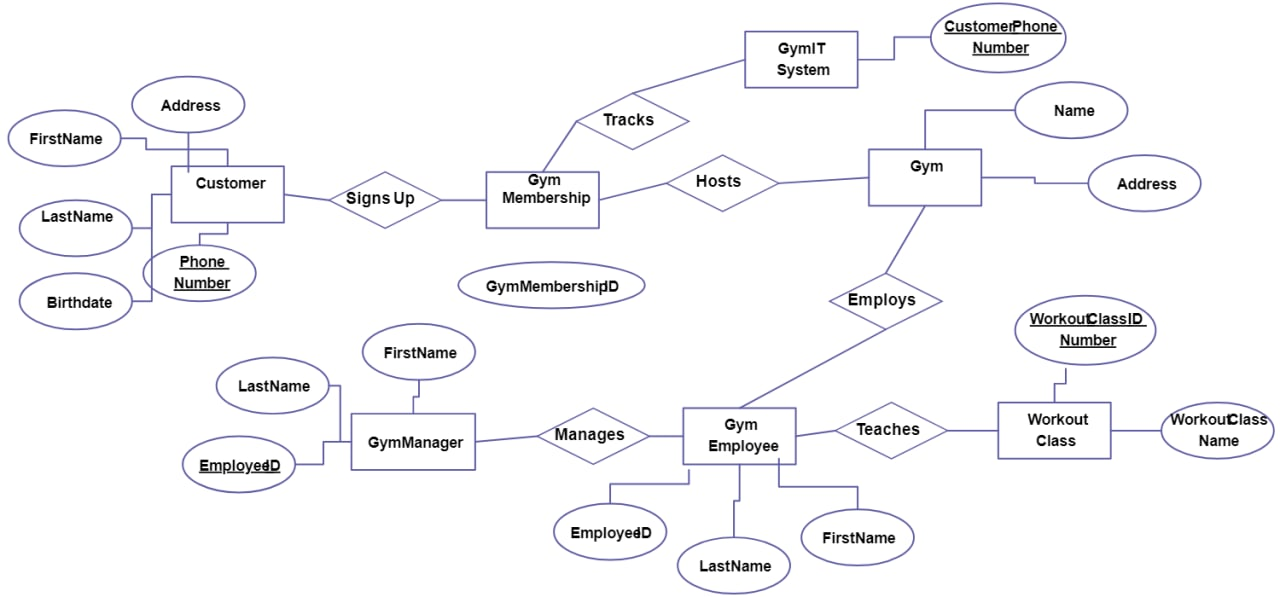 CustomerPhone
Number
GymIT
System
Address
Name
FirstName
Tracks
Customer
Gym
Hosts
Gym
Address
Signs Up
Membership
LastName
Phone
Number
GymMembershipID
Birthdate
Employs
WorkoutClassID
Number
FirstName
LastName
GymManager
Manages
Gym
Employee
Teaches
Workout
Class
WorkoutClass
Name
EmployeeID
EmployeeID
LastName
FirstName